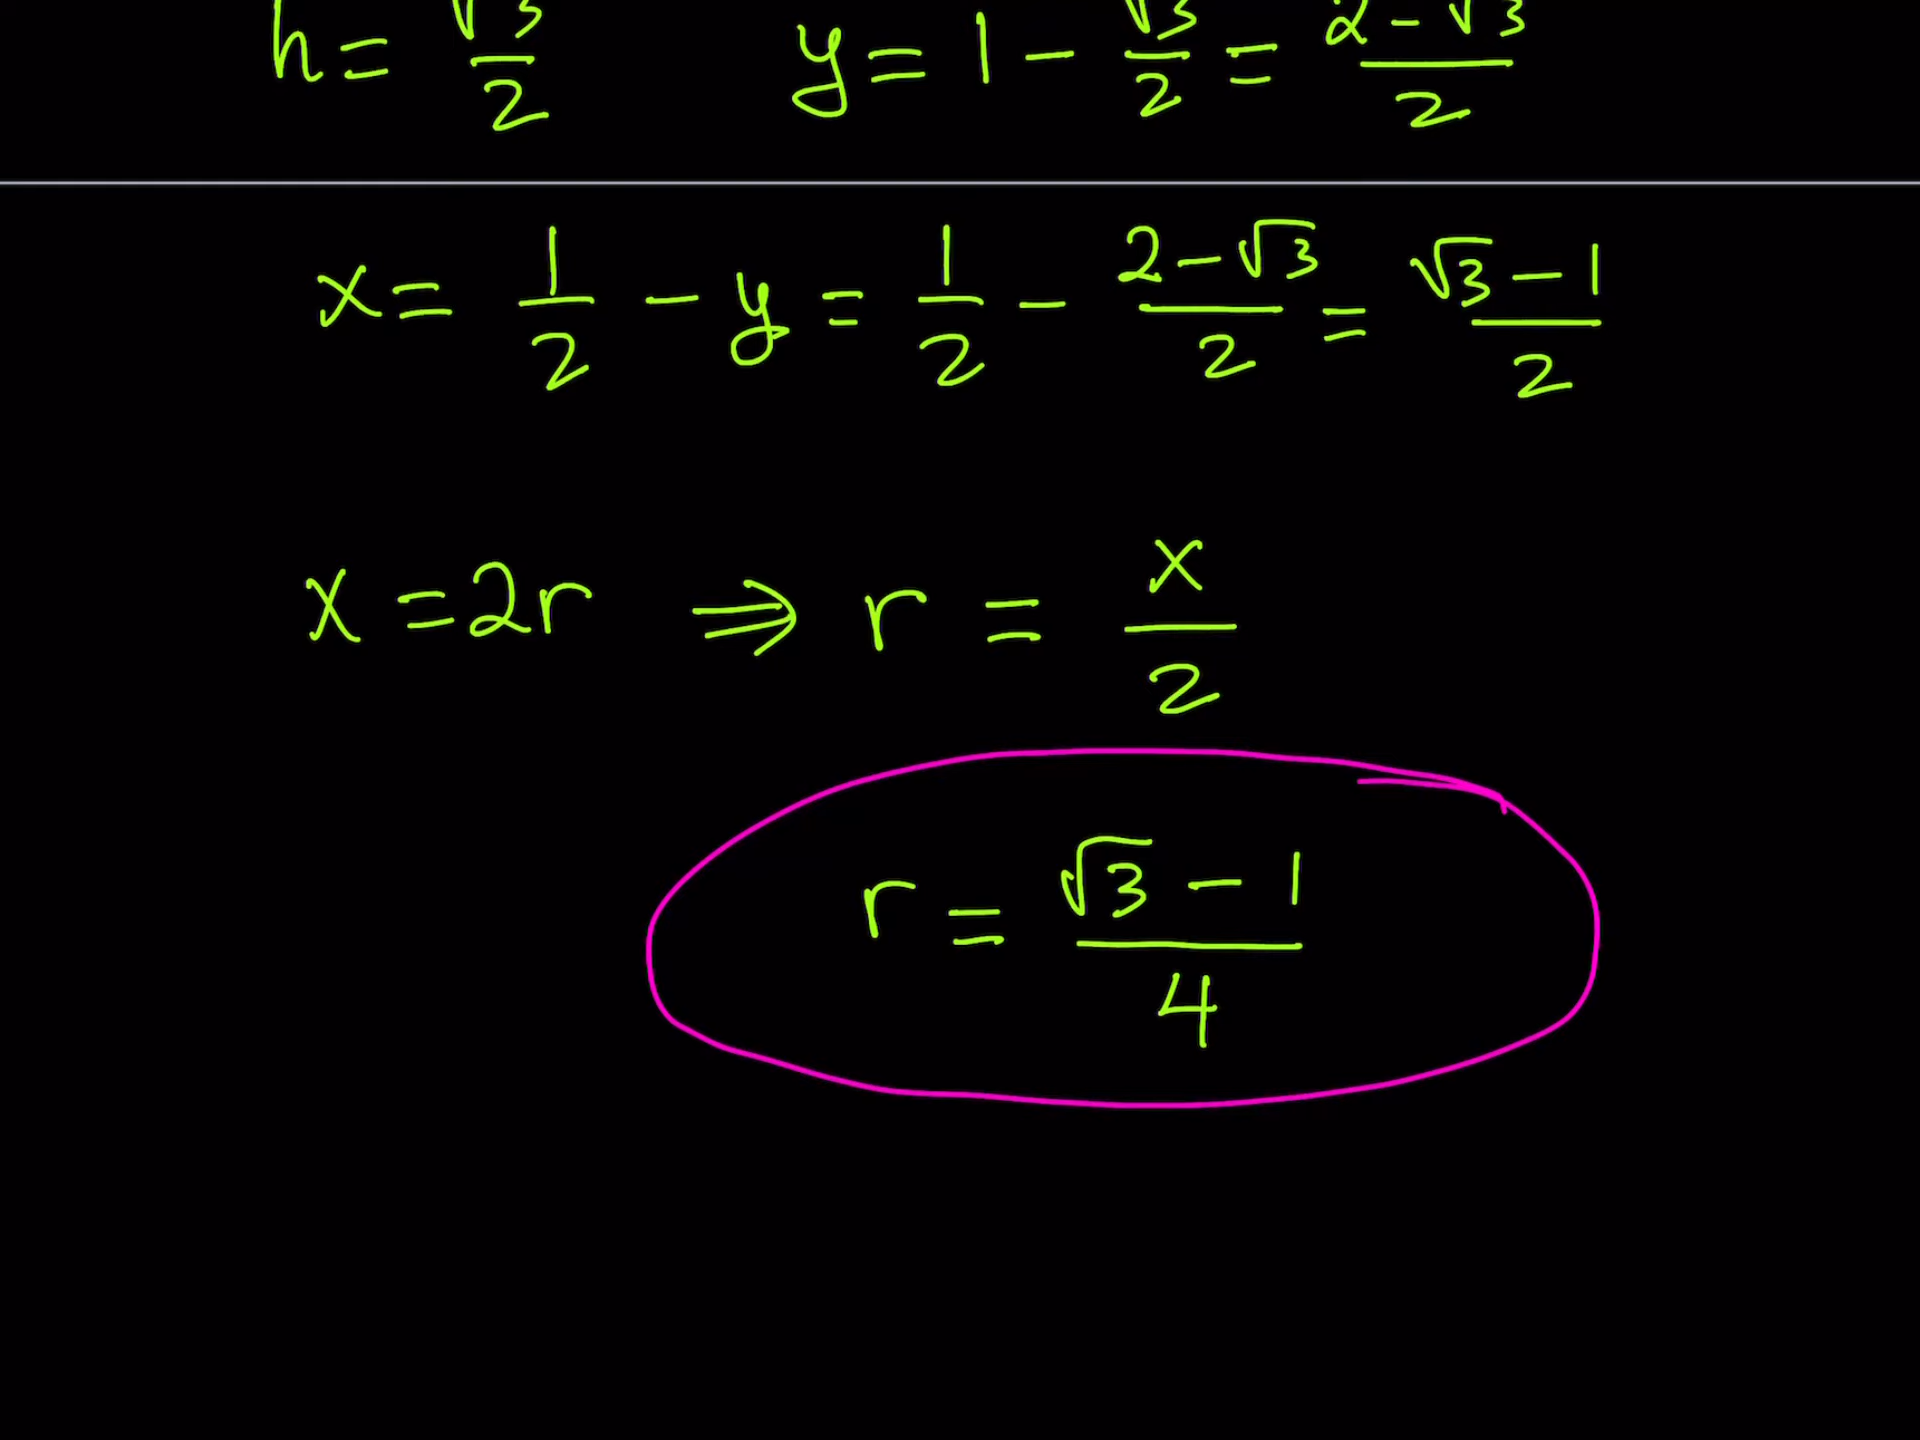 h = √3/2 y = 1 - √3/2 = (2-√3)/2
x = 1/2 - y = 1/2 - (2-√3)/2 = (√3-1)/2
x = 2r ⇒ r = x/2
r = (√3-1)/4